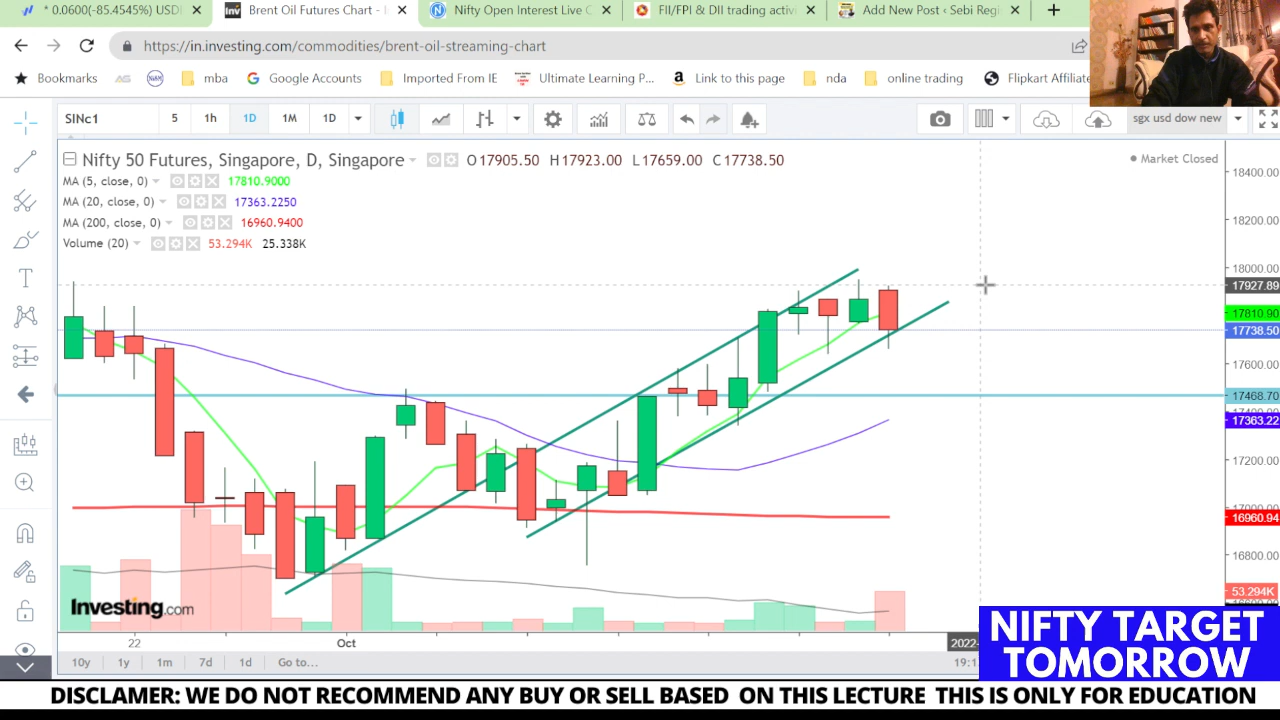 * 0.0600(-85.4545%) USD
Brent Oil Futures Chart - I
Nifty Open Interest Live C
FII/FPI & DII trading activ
Add New Post ‹ Sebi Regi
https://in.investing.com/commodities/brent-oil-streaming-chart
Bookmarks
mba
Google Accounts
Imported From IE
Ultimate Learning P...
Link to this page
nda
online trading
Flipkart Affiliate
SINc1
5
1h
1D
1M
1D
sgx usd dow new
Nifty 50 Futures, Singapore, D, Singapore
O17905.50 H17923.00 L17659.00 C17738.50
Market Closed
MA (5, close, 0) 17810.9000
MA (20, close, 0) 17363.2250
MA (200, close, 0) 16960.9400
Volume (20) 53.294K 25.338K
18400.00
18200.00
18000.00
17927.89
17810.90
17738.50
17600.00
17468.70
17400.00
17363.22
17200.00
17000.00
16960.94
16800.00
53.294K
Investing.com
22
Oct
2022-
10y
1y
1m
7d
1d
Go to...
19:1
NIFTY TARGET
TOMORROW
DISCLAMER: WE DO NOT RECOMMEND ANY BUY OR SELL BASED ON THIS LECTURE THIS IS ONLY FOR EDUCATION